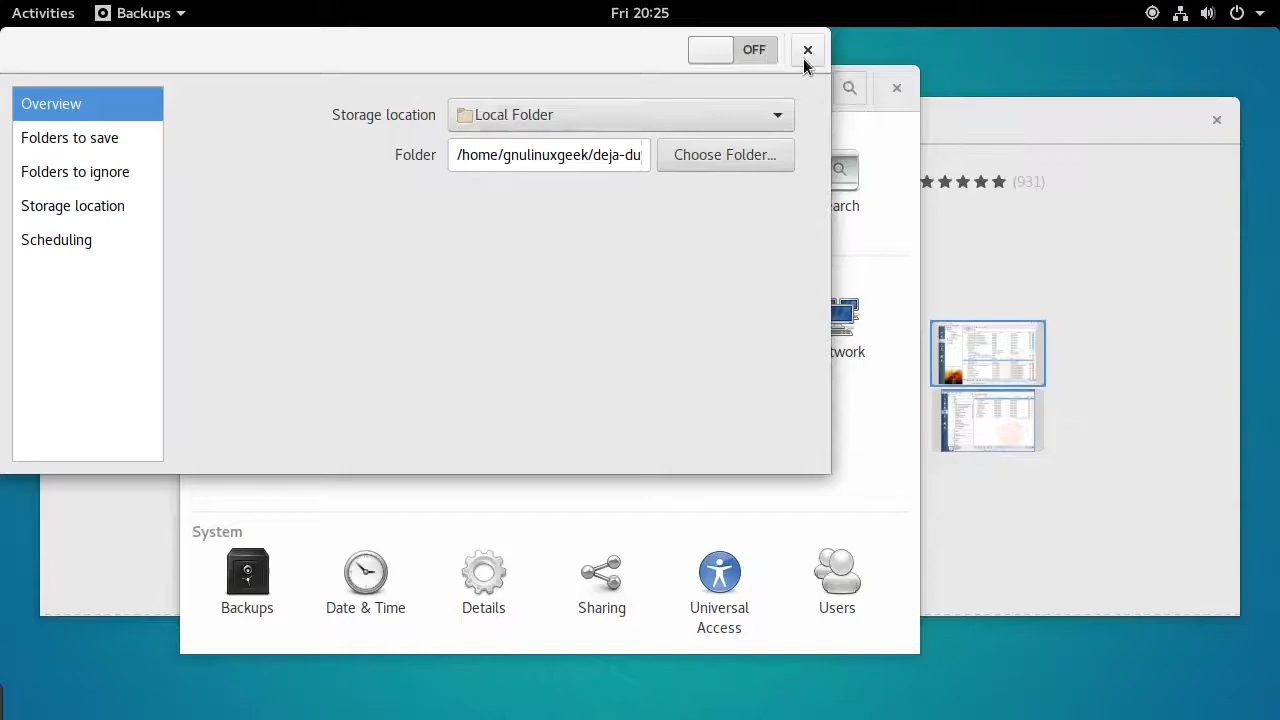 Activities Backups Fri 20:25
OFF
Overview
Folders to save
Folders to ignore
Storage location
Scheduling
Storage location Local Folder
Folder /home/gnulinuxgeek/deja-du Choose Folder...
arch
(931)
twork
System
Backups Date & Time Details Sharing Universal Access Users